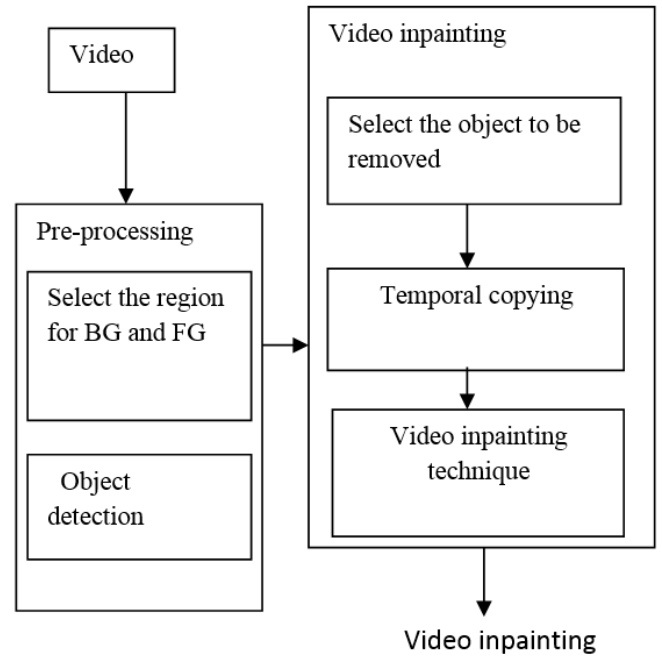 Video
Pre-processing
Select the region
for BG and FG
Object
detection
Video inpainting
Select the object to be
removed
Temporal copying
Video inpainting
technique
Video inpainting